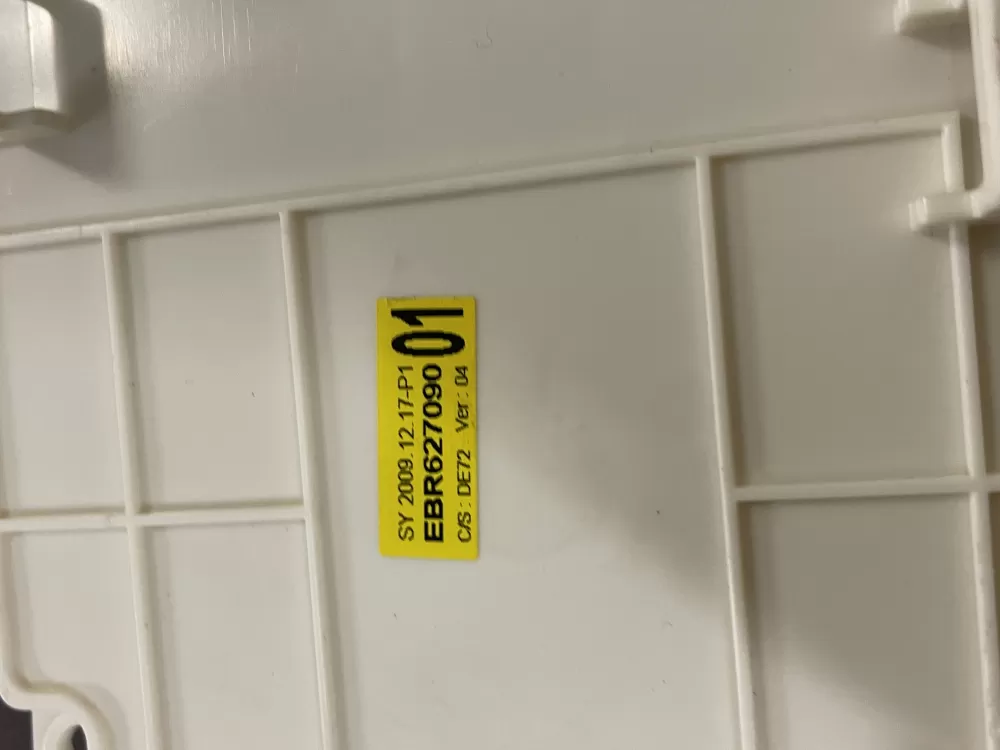 SY 2009.12.17-P1
EBR627090 01
C/S : DE72 Ver : 04